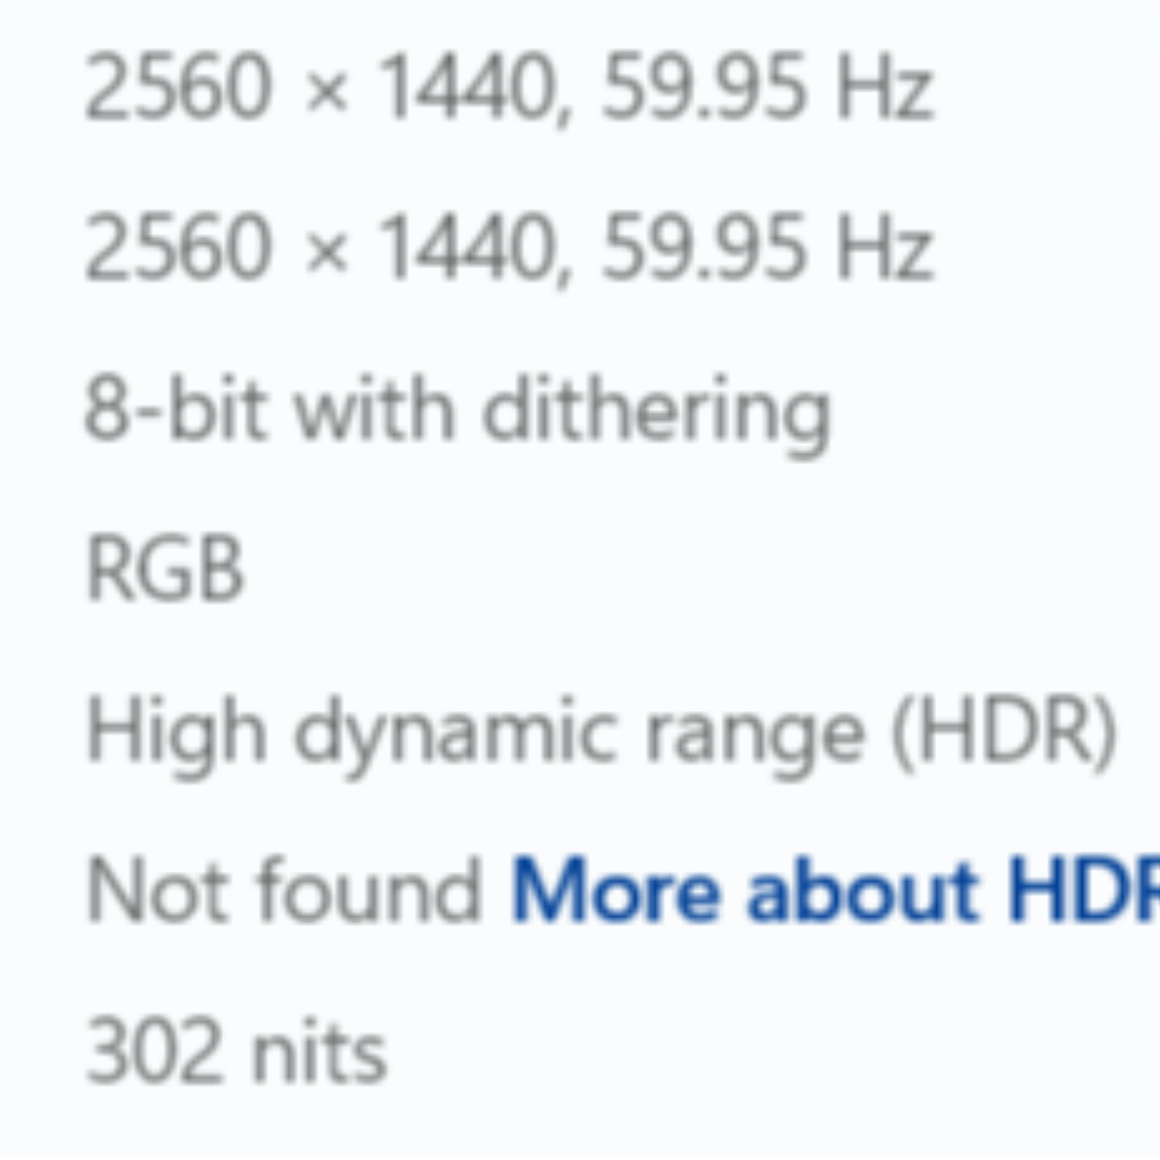 2560 × 1440, 59.95 Hz
2560 × 1440, 59.95 Hz
8-bit with dithering
RGB
High dynamic range (HDR)
Not found More about HDR
302 nits